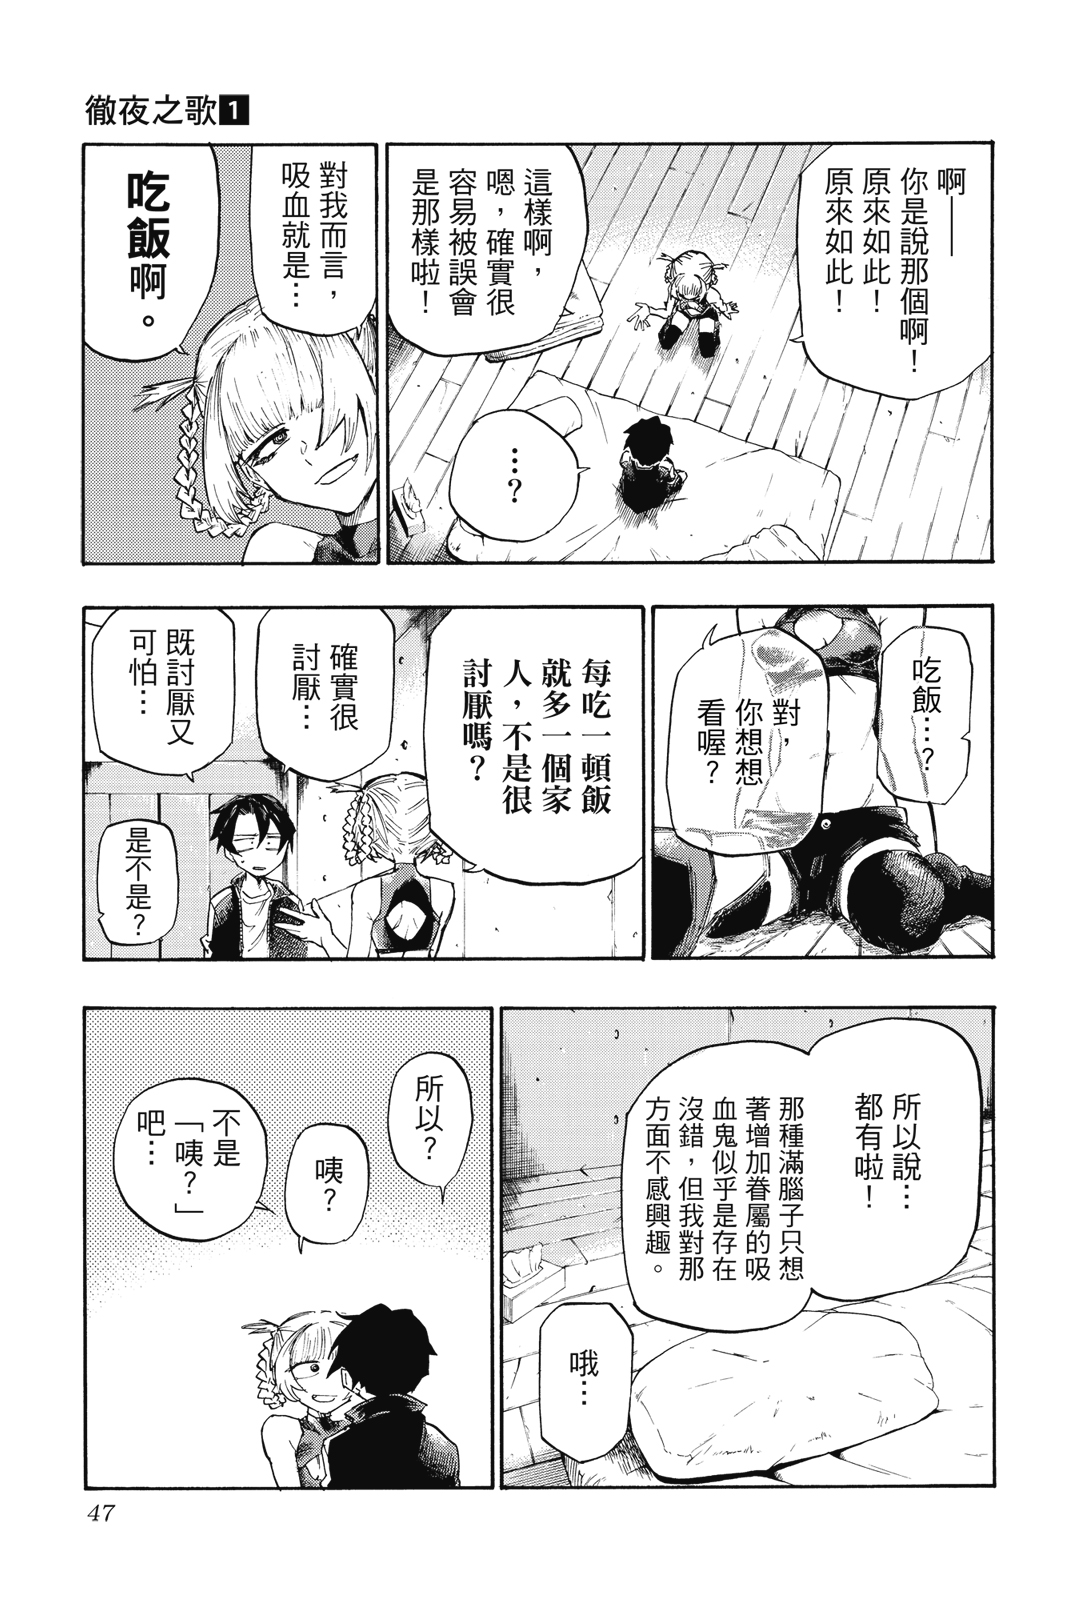 徹夜之歌1
啊——
你是說那個啊！
原來如此！
原來如此！
這樣啊，
嗯，確實很
容易被誤會
是那樣啦！
…？
對我而言，
吸血就是…
吃飯啊。
吃飯…？
對，
你想想
看喔？
每吃一頓飯
就多一個家
人，不是很
討厭嗎？
確實很
討厭…
既討厭又
可怕…
是不是？
所以說…
都有啦！
那種滿腦子只想
著增加眷屬的吸
血鬼似乎是存在
沒錯，但我對那
方面不感興趣。
哦…
所以？
咦？
不是
「咦？」
吧…
47